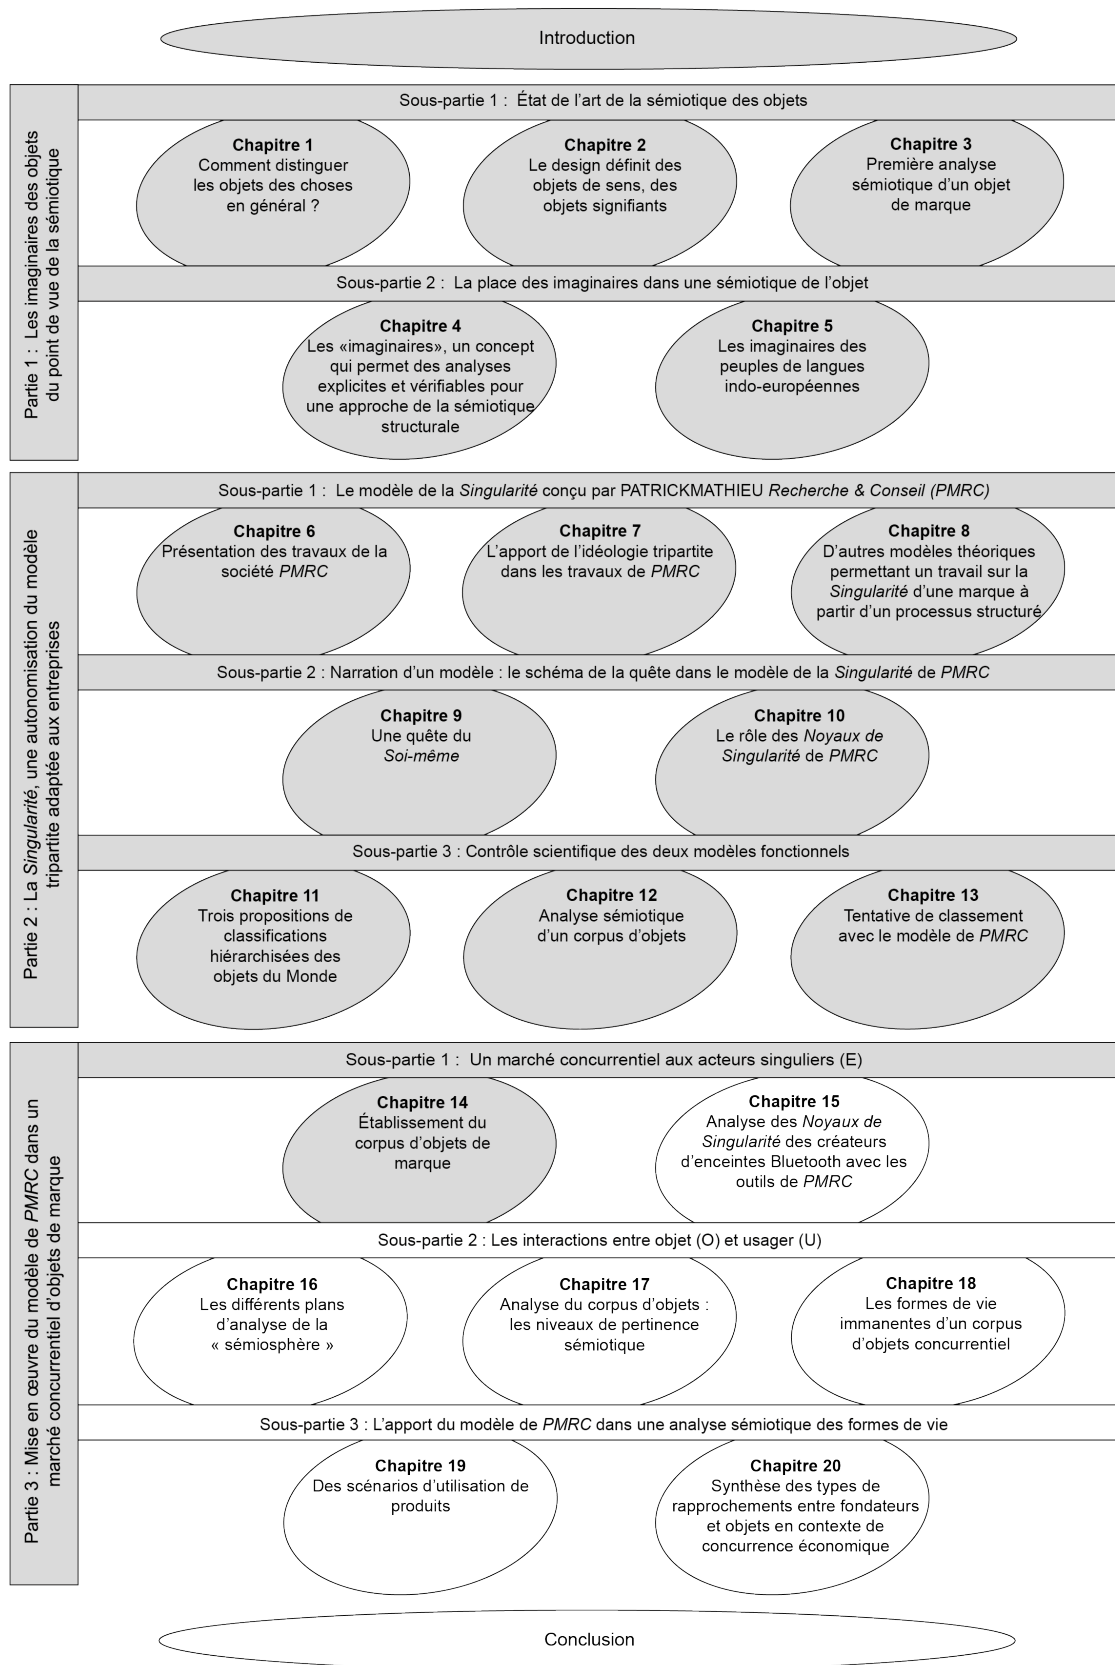 Introduction
Partie 1 : Les imaginaires des objets
du point de vue de la sémiotique
Sous-partie 1 : État de l’art de la sémiotique des objets
Chapitre 1
Comment distinguer
les objets des choses
en général ?
Chapitre 2
Le design définit des
objets de sens, des
objets signifiants
Chapitre 3
Première analyse
sémiotique d’un objet
de marque
Sous-partie 2 : La place des imaginaires dans une sémiotique de l’objet
Chapitre 4
Les «imaginaires», un concept
qui permet des analyses
explicites et vérifiables pour
une approche de la sémiotique
structurale
Chapitre 5
Les imaginaires des
peuples de langues
indo-européennes
Partie 2 : La Singularité, une autonomisation du modèle
tripartite adaptée aux entreprises
Sous-partie 1 : Le modèle de la Singularité conçu par PATRICKMATHIEU Recherche & Conseil (PMRC)
Chapitre 6
Présentation des travaux de la
société PMRC
Chapitre 7
L’apport de l’idéologie tripartite
dans les travaux de PMRC
Chapitre 8
D’autres modèles théoriques
permettant un travail sur la
Singularité d’une marque à
partir d’un processus structuré
Sous-partie 2 : Narration d’un modèle : le schéma de la quête dans le modèle de la Singularité de PMRC
Chapitre 9
Une quête du
Soi-même
Chapitre 10
Le rôle des Noyaux de
Singularité de PMRC
Sous-partie 3 : Contrôle scientifique des deux modèles fonctionnels
Chapitre 11
Trois propositions de
classifications
hiérarchisées des
objets du Monde
Chapitre 12
Analyse sémiotique
d’un corpus d’objets
Chapitre 13
Tentative de classement
avec le modèle de PMRC
Partie 3 : Mise en œuvre du modèle de PMRC dans un
marché concurrentiel d’objets de marque
Sous-partie 1 : Un marché concurrentiel aux acteurs singuliers (E)
Chapitre 14
Établissement du
corpus d’objets de
marque
Chapitre 15
Analyse des Noyaux de
Singularité des créateurs
d’enceintes Bluetooth avec les
outils de PMRC
Sous-partie 2 : Les interactions entre objet (O) et usager (U)
Chapitre 16
Les différents plans
d’analyse de la
« sémiosphère »
Chapitre 17
Analyse du corpus d’objets :
les niveaux de pertinence
sémiotique
Chapitre 18
Les formes de vie
immanentes d’un corpus
d’objets concurrentiel
Sous-partie 3 : L’apport du modèle de PMRC dans une analyse sémiotique des formes de vie
Chapitre 19
Des scénarios d’utilisation de
produits
Chapitre 20
Synthèse des types de
rapprochements entre fondateurs
et objets en contexte de
concurrence économique
Conclusion